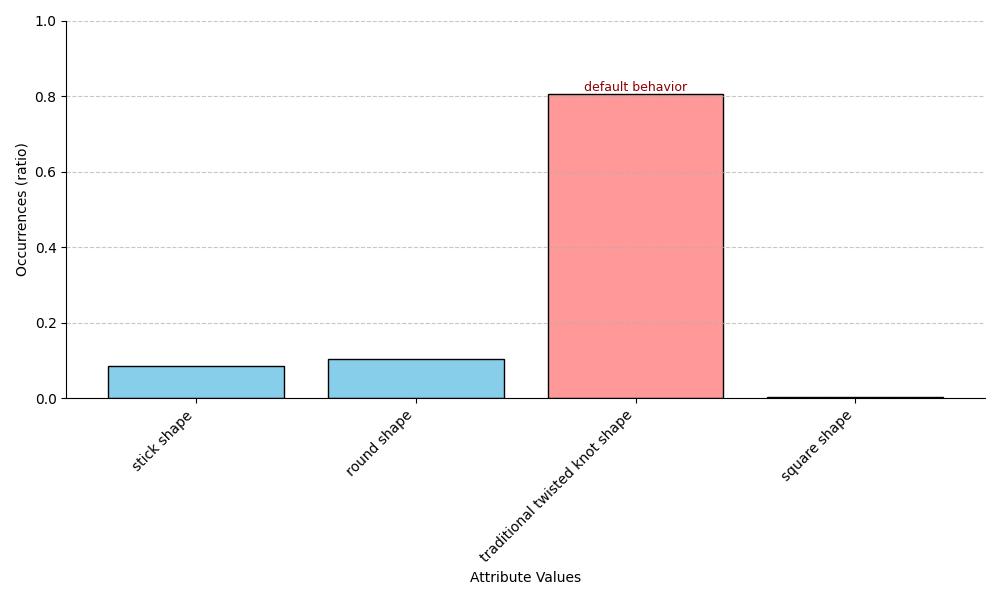 1.0
default behavior
0.8
0.6
0.4
0.2
0.0
Occurrences (ratio)
stick shape
round shape
traditional twisted knot shape
square shape
Attribute Values